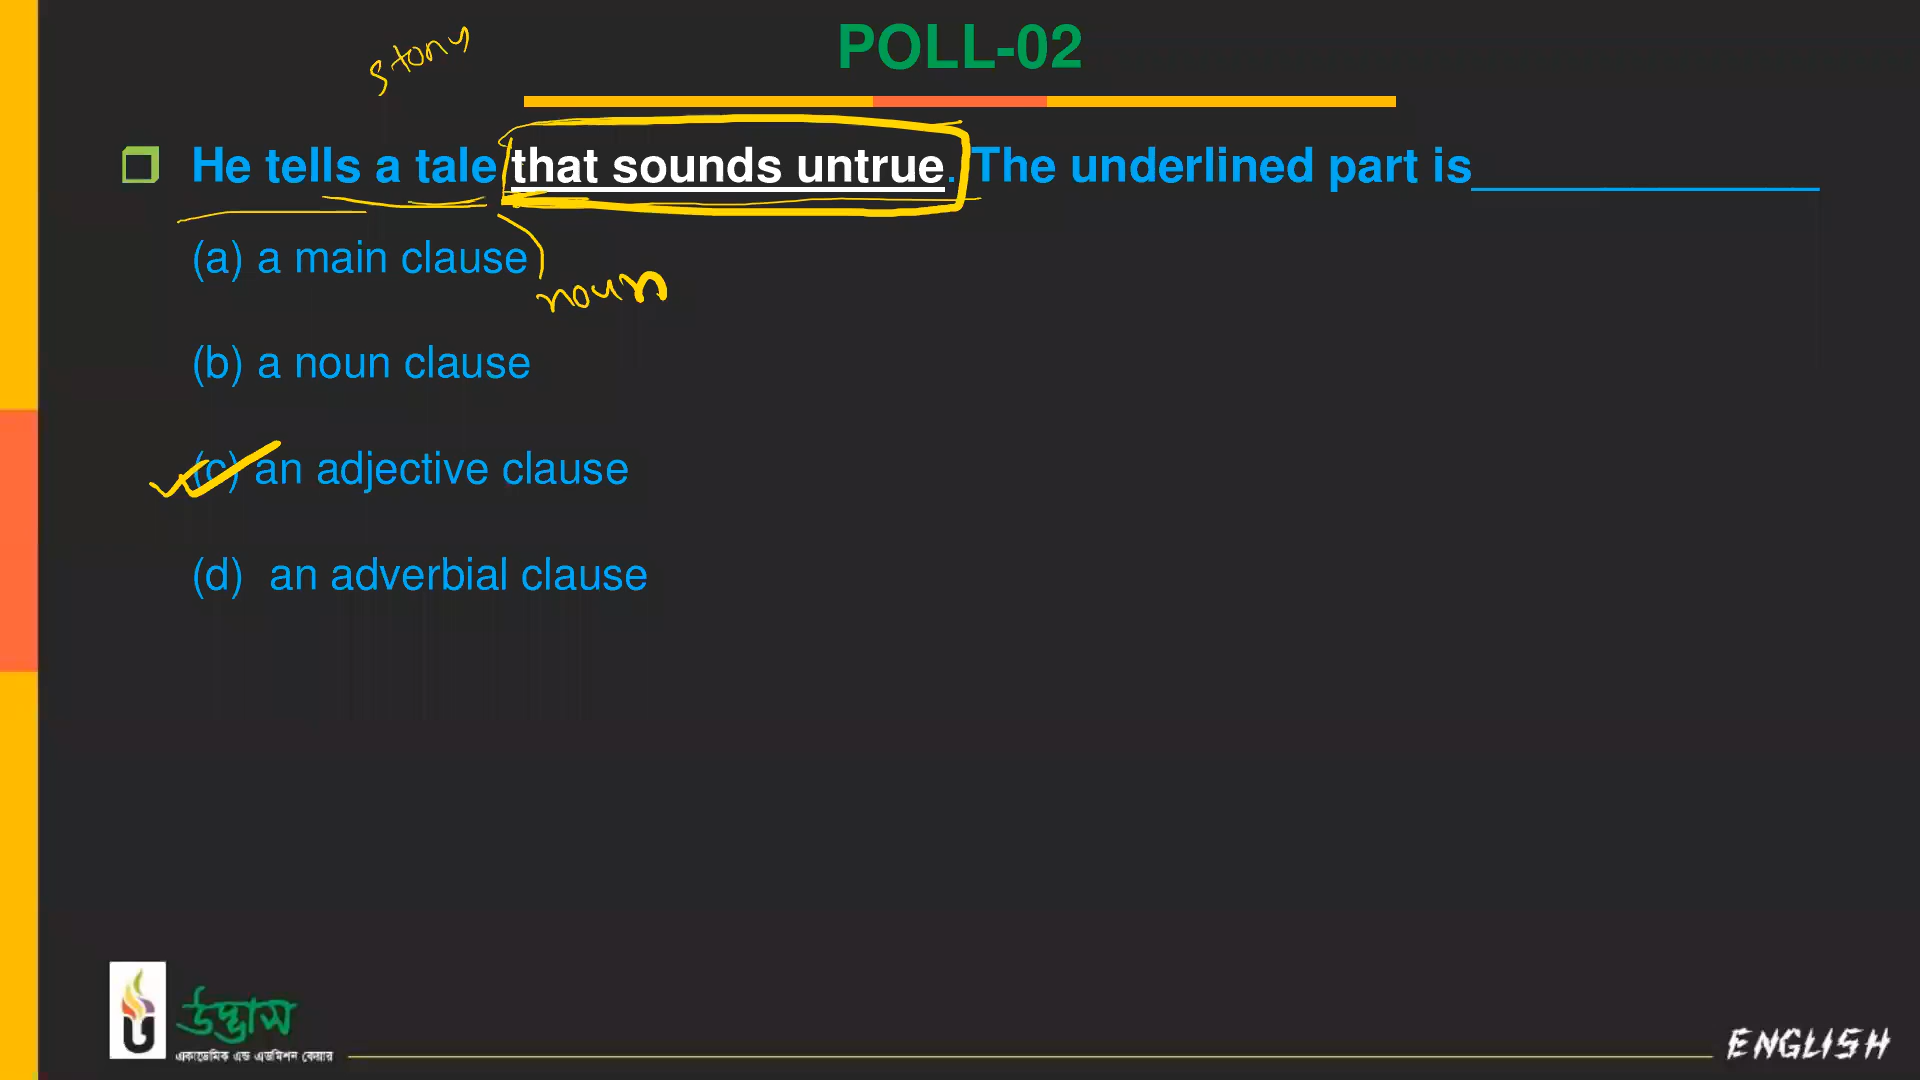 POLL-02
story
He tells a tale that sounds untrue. The underlined part is______________
(a) a main clause
noun
(b) a noun clause
(c) an adjective clause
(d) an adverbial clause
উদ্ভাস
একাডেমিক এন্ড এডমিশন কেয়ার
ENGLISH